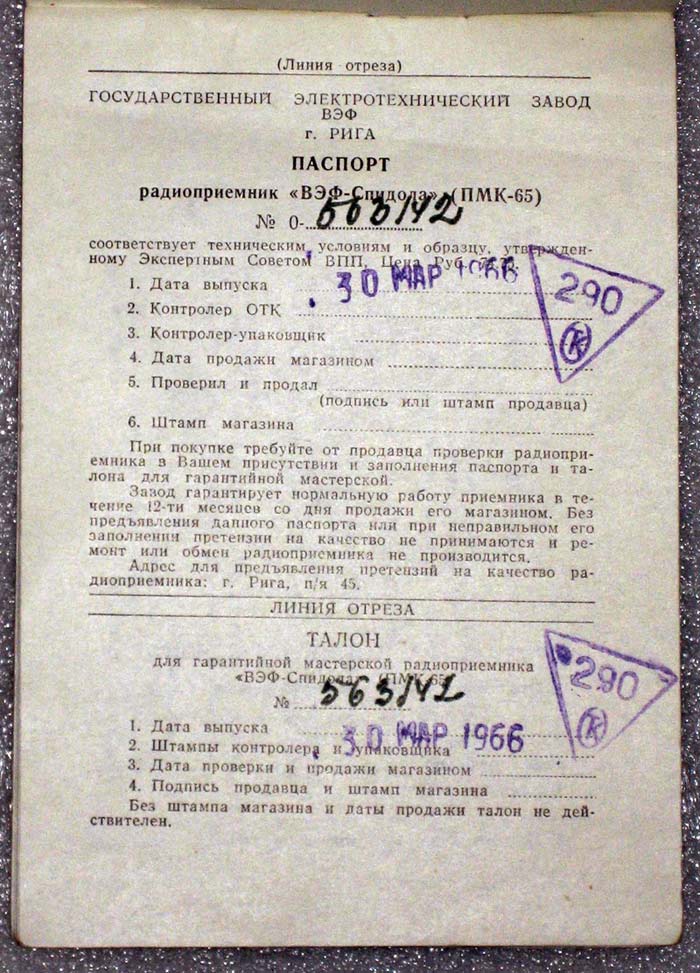 (Линия отреза)
ГОСУДАРСТВЕННЫЙ ЭЛЕКТРОТЕХНИЧЕСКИЙ ЗАВОД
ВЭФ
г. РИГА
ПАСПОРТ
радиоприемник «ВЭФ-Спидола» (ПМК-65)
№ 0- 563142
соответствует техническим условиям и образцу, утвержден-
ному Экспертным Советом ВПП. Цена Руб.
1. Дата выпуска 30 МАР 1966
290
К
2. Контролер ОТК
3. Контролер-упаковщик
4. Дата продажи магазином
5. Проверил и продал
(подпись или штамп продавца)
6. Штамп магазина
При покупке требуйте от продавца проверки радиопри-
емника в Вашем присутствии и заполнения паспорта и та-
лона для гарантийной мастерской.
Завод гарантирует нормальную работу приемника в те-
чение 12-ти месяцев со дня продажи его магазином. Без
предъявления данного паспорта или при неправильном его
заполнении претензии на качество не принимаются и ре-
монт или обмен радиоприемника не производится.
Адрес для предъявления претензий на качество ра-
диоприемника: г. Рига, п/я 45.
ЛИНИЯ ОТРЕЗА
ТАЛОН
для гарантийной мастерской радиоприемника
«ВЭФ-Спидола» (ПМК-65)
№ 563142
290
К
1. Дата выпуска 30 МАР 1966
2. Штампы контролера и упаковщика
3. Дата проверки и продажи магазином
4. Подпись продавца и штамп магазина
Без штампа магазина и даты продажи талон не дей-
ствителен.